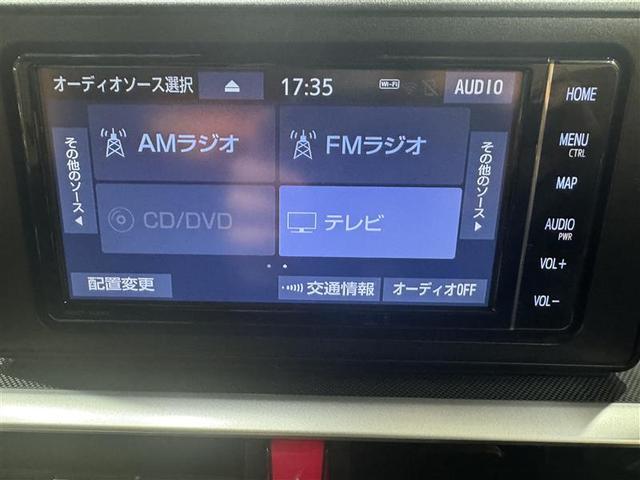 オーディオソース選択
17:35
Wi-Fi
AUDIO
HOME
その他のソース
AMラジオ
FMラジオ
その他のソース
MENU
CTRL
MAP
CD/DVD
テレビ
AUDIO
PWR
VOL+
配置変更
交通情報
オーディオOFF
VOL-